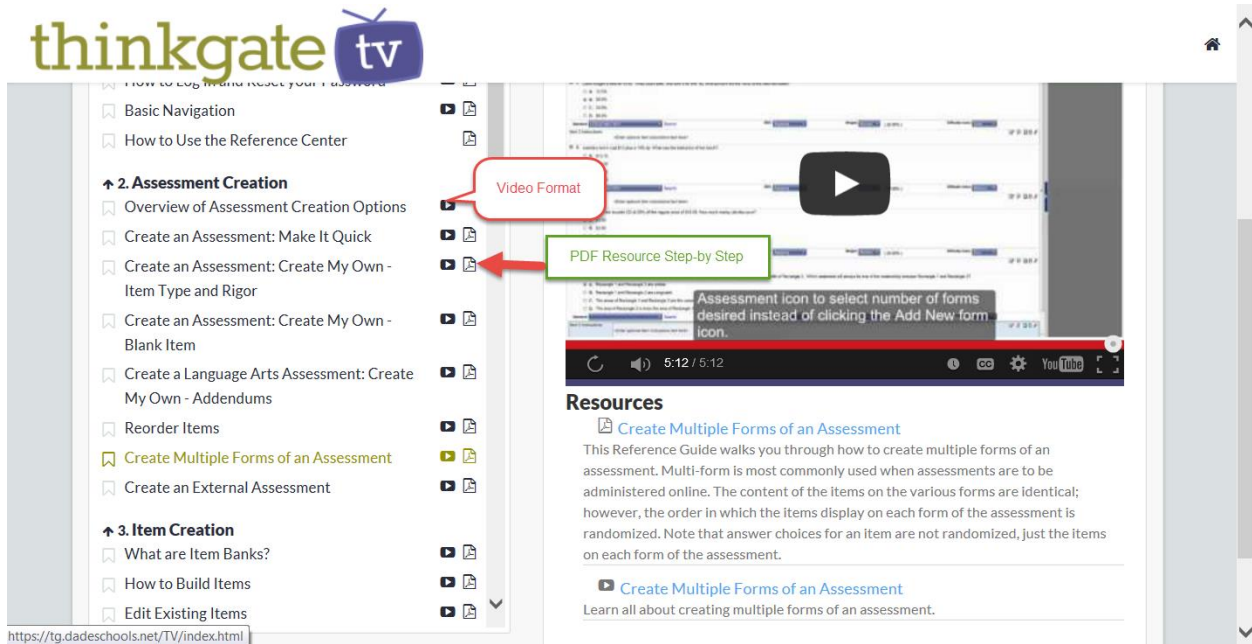 thinkgate tv
How to Log In and Reset your Password
Basic Navigation
How to Use the Reference Center
2. Assessment Creation
Overview of Assessment Creation Options
Create an Assessment: Make It Quick
Create an Assessment: Create My Own -
Item Type and Rigor
Create an Assessment: Create My Own -
Blank Item
Create a Language Arts Assessment: Create
My Own - Addendums
Reorder Items
Create Multiple Forms of an Assessment
Create an External Assessment
3. Item Creation
What are Item Banks?
How to Build Items
Edit Existing Items
https://tg.dadeschools.net/TV/index.html
Video Format
PDF Resource Step-by Step
Assessment icon to select number of forms
desired instead of clicking the Add New form
icon.
5:12 / 5:12
CC
YouTube
Resources
Create Multiple Forms of an Assessment
This Reference Guide walks you through how to create multiple forms of an
assessment. Multi-form is most commonly used when assessments are to be
administered online. The content of the items on the various forms are identical;
however, the order in which the items display on each form of the assessment is
randomized. Note that answer choices for an item are not randomized, just the items
on each form of the assessment.
Create Multiple Forms of an Assessment
Learn all about creating multiple forms of an assessment.